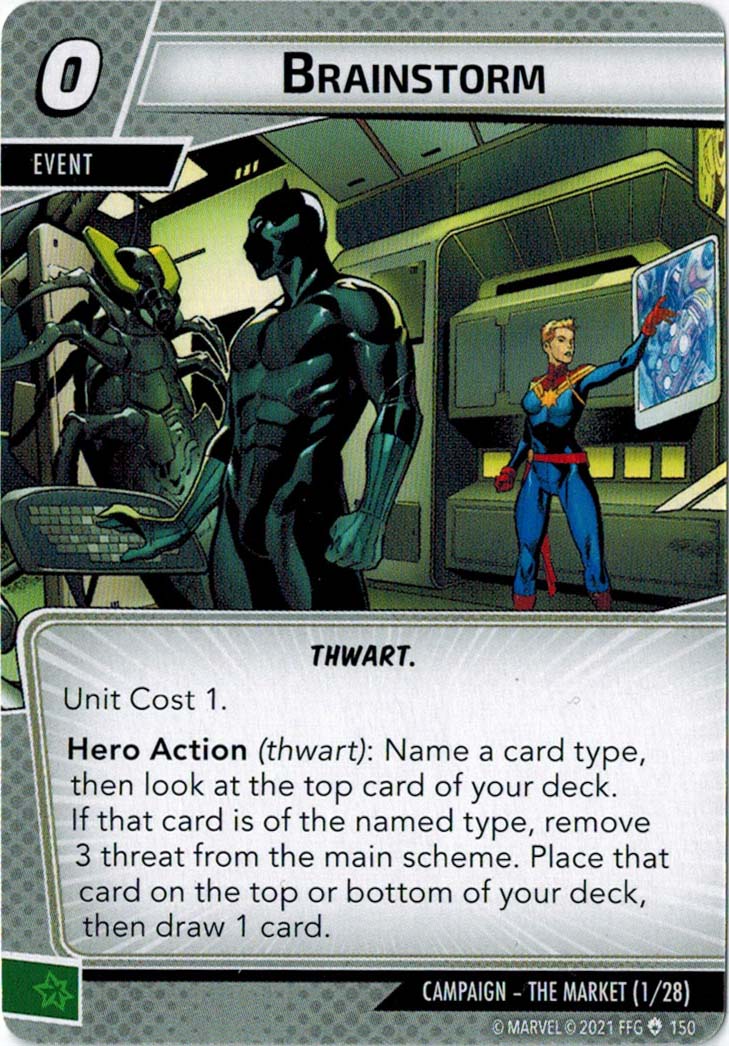 0
BRAINSTORM
EVENT
THWART.
Unit Cost 1.
Hero Action (thwart): Name a card type,
then look at the top card of your deck.
If that card is of the named type, remove
3 threat from the main scheme. Place that
card on the top or bottom of your deck,
then draw 1 card.
CAMPAIGN – THE MARKET (1/28)
© MARVEL © 2021 FFG 150